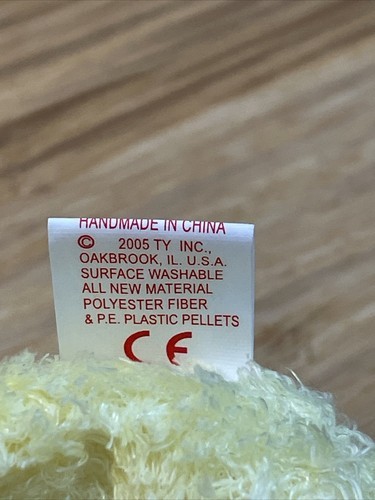 HANDMADE IN CHINA
© 2005 TY INC.,
OAKBROOK, IL. U.S.A.
SURFACE WASHABLE
ALL NEW MATERIAL
POLYESTER FIBER
& P.E. PLASTIC PELLETS
CE